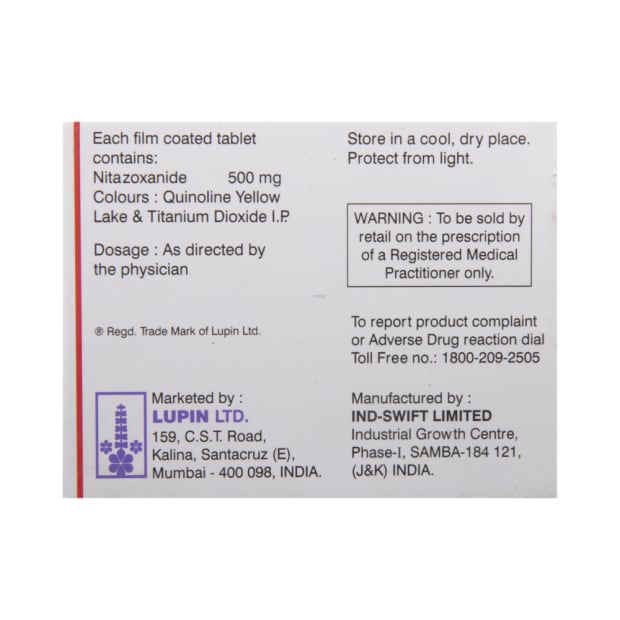 Each film coated tablet
contains:
Nitazoxanide 500 mg
Colours : Quinoline Yellow
Lake & Titanium Dioxide I.P.
Dosage : As directed by
the physician
® Regd. Trade Mark of Lupin Ltd.
Marketed by :
LUPIN LTD.
159, C.S.T. Road,
Kalina, Santacruz (E),
Mumbai - 400 098, INDIA.
Store in a cool, dry place.
Protect from light.
WARNING : To be sold by
retail on the prescription
of a Registered Medical
Practitioner only.
To report product complaint
or Adverse Drug reaction dial
Toll Free no.: 1800-209-2505
Manufactured by :
IND-SWIFT LIMITED
Industrial Growth Centre,
Phase-I, SAMBA-184 121,
(J&K) INDIA.